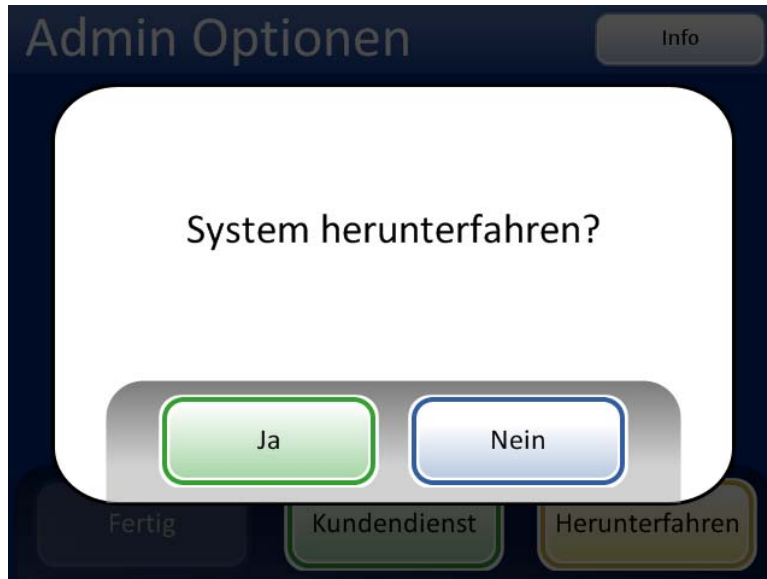 Admin Optionen
Info
System herunterfahren?
Ja
Nein
Fertig
Kundendienst
Herunterfahren